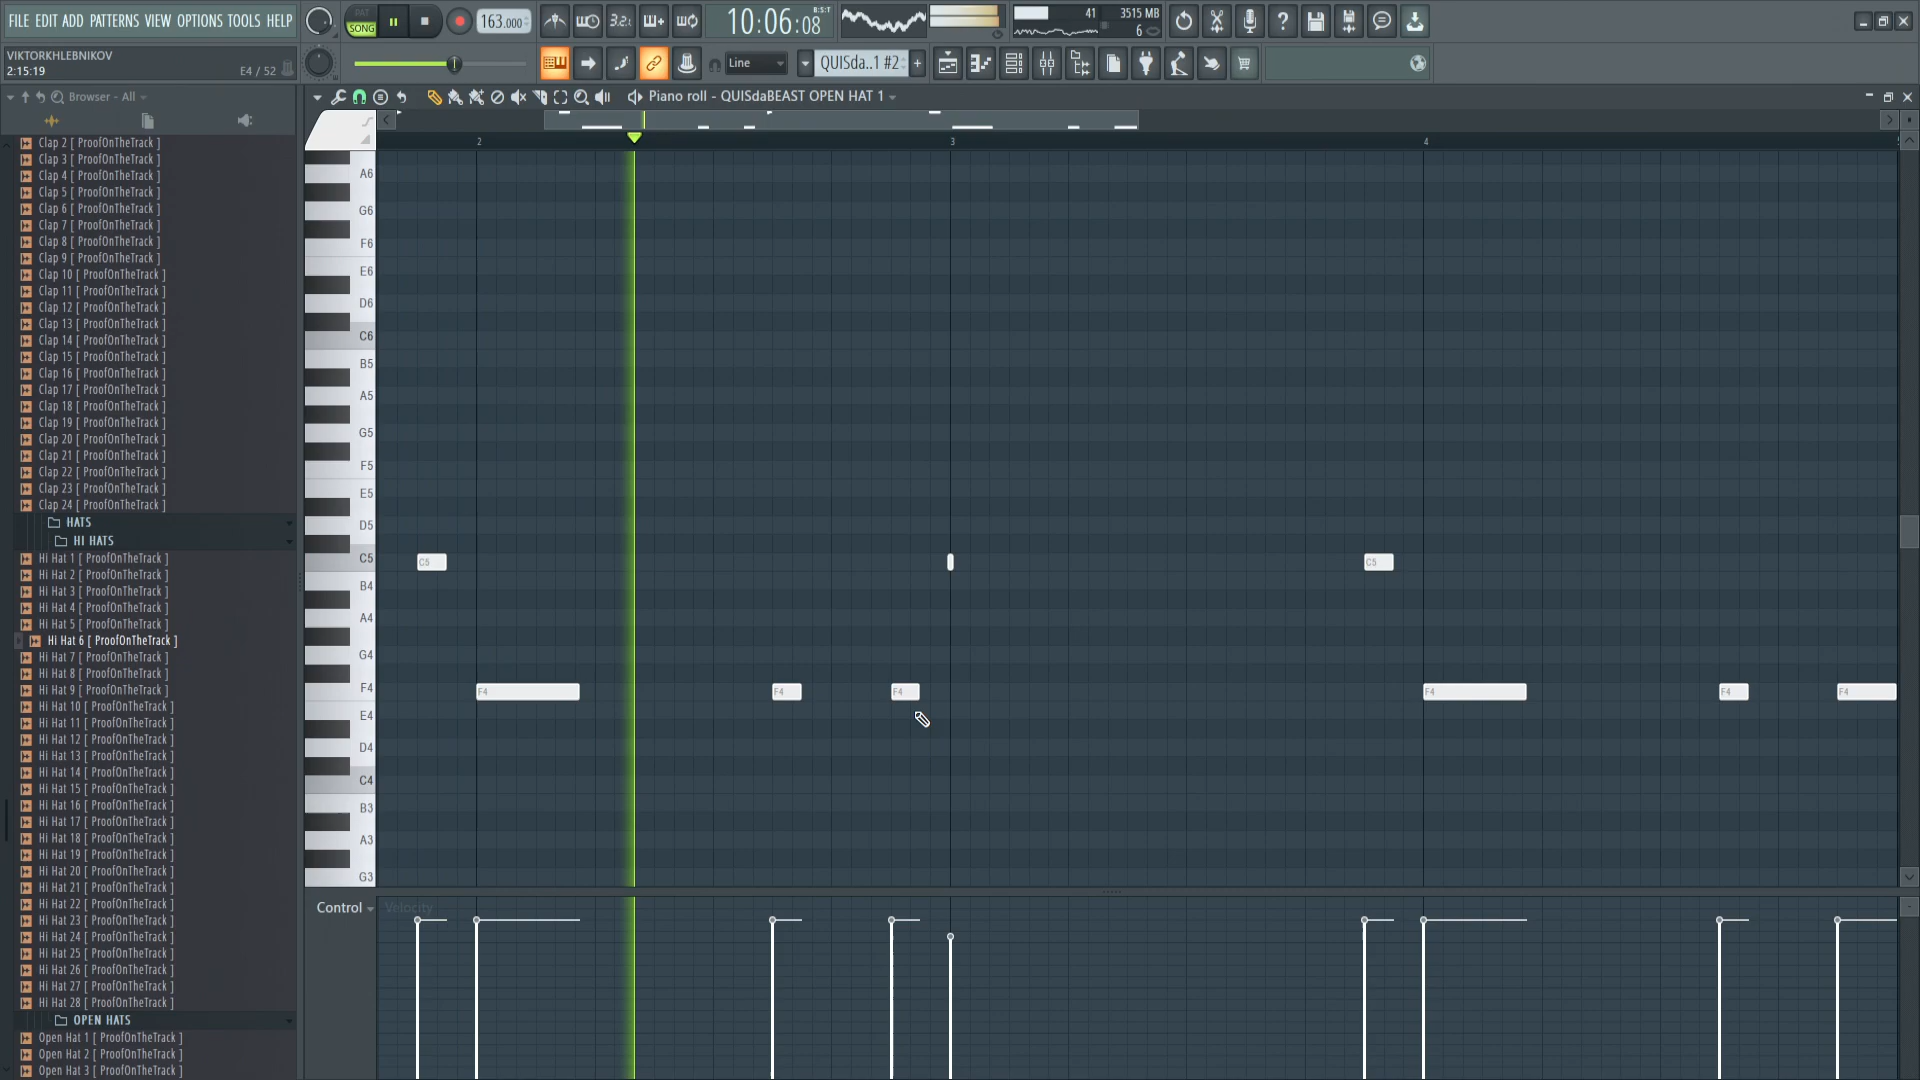 FILE EDIT ADD PATTERNS VIEW OPTIONS TOOLS HELP
PAT
SONG
163.000
3.2.
10:06:08
B:S:T
41
3515 MB
6
VIKTORKHLEBNIKOV
2:15:19
E4 / 52
Line
QUISda..1 #2
Browser - All
Piano roll - QUISdaBEAST OPEN HAT 1
Clap 2 [ ProofOnTheTrack ]
Clap 3 [ ProofOnTheTrack ]
Clap 4 [ ProofOnTheTrack ]
Clap 5 [ ProofOnTheTrack ]
Clap 6 [ ProofOnTheTrack ]
Clap 7 [ ProofOnTheTrack ]
Clap 8 [ ProofOnTheTrack ]
Clap 9 [ ProofOnTheTrack ]
Clap 10 [ ProofOnTheTrack ]
Clap 11 [ ProofOnTheTrack ]
Clap 12 [ ProofOnTheTrack ]
Clap 13 [ ProofOnTheTrack ]
Clap 14 [ ProofOnTheTrack ]
Clap 15 [ ProofOnTheTrack ]
Clap 16 [ ProofOnTheTrack ]
Clap 17 [ ProofOnTheTrack ]
Clap 18 [ ProofOnTheTrack ]
Clap 19 [ ProofOnTheTrack ]
Clap 20 [ ProofOnTheTrack ]
Clap 21 [ ProofOnTheTrack ]
Clap 22 [ ProofOnTheTrack ]
Clap 23 [ ProofOnTheTrack ]
Clap 24 [ ProofOnTheTrack ]
HATS
HI HATS
Hi Hat 1 [ ProofOnTheTrack ]
Hi Hat 2 [ ProofOnTheTrack ]
Hi Hat 3 [ ProofOnTheTrack ]
Hi Hat 4 [ ProofOnTheTrack ]
Hi Hat 5 [ ProofOnTheTrack ]
Hi Hat 6 [ ProofOnTheTrack ]
Hi Hat 7 [ ProofOnTheTrack ]
Hi Hat 8 [ ProofOnTheTrack ]
Hi Hat 9 [ ProofOnTheTrack ]
Hi Hat 10 [ ProofOnTheTrack ]
Hi Hat 11 [ ProofOnTheTrack ]
Hi Hat 12 [ ProofOnTheTrack ]
Hi Hat 13 [ ProofOnTheTrack ]
Hi Hat 14 [ ProofOnTheTrack ]
Hi Hat 15 [ ProofOnTheTrack ]
Hi Hat 16 [ ProofOnTheTrack ]
Hi Hat 17 [ ProofOnTheTrack ]
Hi Hat 18 [ ProofOnTheTrack ]
Hi Hat 19 [ ProofOnTheTrack ]
Hi Hat 20 [ ProofOnTheTrack ]
Hi Hat 21 [ ProofOnTheTrack ]
Hi Hat 22 [ ProofOnTheTrack ]
Hi Hat 23 [ ProofOnTheTrack ]
Hi Hat 24 [ ProofOnTheTrack ]
Hi Hat 25 [ ProofOnTheTrack ]
Hi Hat 26 [ ProofOnTheTrack ]
Hi Hat 27 [ ProofOnTheTrack ]
Hi Hat 28 [ ProofOnTheTrack ]
OPEN HATS
Open Hat 1 [ ProofOnTheTrack ]
Open Hat 2 [ ProofOnTheTrack ]
Open Hat 3 [ ProofOnTheTrack ]
2 3 4
A6
G6
F6
E6
D6
C6
B5
A5
G5
F5
E5
D5
C5 C5 C5
B4
A4
G4
F4 F4 F4 F4 F4 F4 F4
E4
D4
C4
B3
A3
G3
Control Velocity